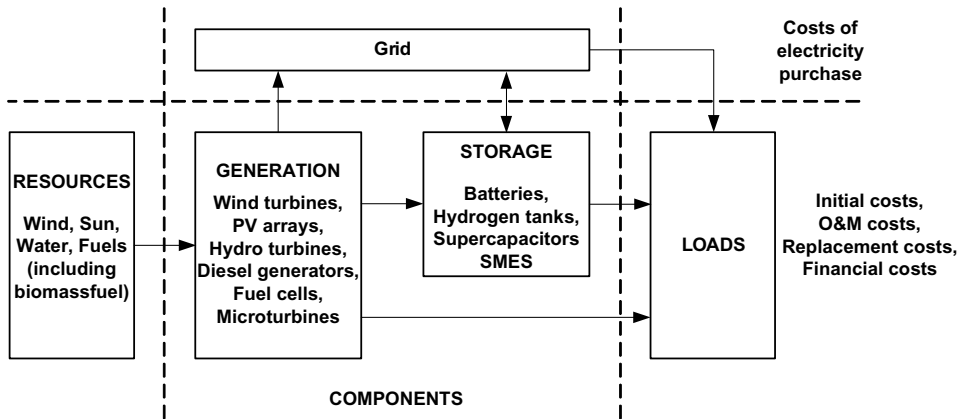 Grid
Costs of
electricity
purchase
RESOURCES
Wind, Sun,
Water, Fuels
(including
biomassfuel)
GENERATION
Wind turbines,
PV arrays,
Hydro turbines,
Diesel generators,
Fuel cells,
Microturbines
STORAGE
Batteries,
Hydrogen tanks,
Supercapacitors
SMES
LOADS
Initial costs,
O&M costs,
Replacement costs,
Financial costs
COMPONENTS